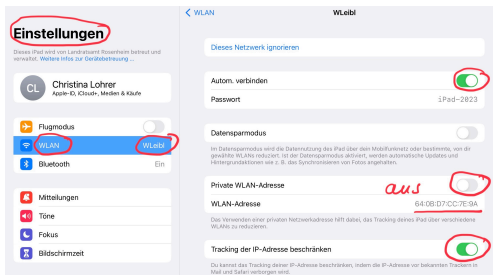 Einstellungen
Dieses iPad wird von Landratsamt Rosenheim betreut und
verwaltet. Weitere Infos zur Gerätebetreuung ...
CL
Christina Lohrer
Apple-ID, iCloud+, Medien & Käufe
Flugmodus
WLAN WLeibl
Bluetooth Ein
Mitteilungen
Töne
Fokus
Bildschirmzeit
WLAN
WLeibl
Dieses Netzwerk ignorieren
Autom. verbinden
Passwort iPad-2023
Datensparmodus
Im Datensparmodus wird die Datennutzung des iPad über dein Mobilfunknetz oder bestimmte, von dir
gewählte WLANs reduziert. Ist der Datensparmodus aktiviert, werden automatische Updates und
Hintergrundaktionen wie z. B. das Synchronisieren von Fotos angehalten.
Private WLAN-Adresse aus
WLAN-Adresse 64:0B:D7:CC:7E:9A
Das Verwenden einer privaten Netzwerkadresse hilft dabei, das Tracking deines iPad über verschiedene
WLANs zu reduzieren.
Tracking der IP-Adresse beschränken
Du kannst das Tracking deiner IP-Adresse beschränken, indem die IP-Adresse vor bekannten Trackern in
Mail und Safari verborgen wird.